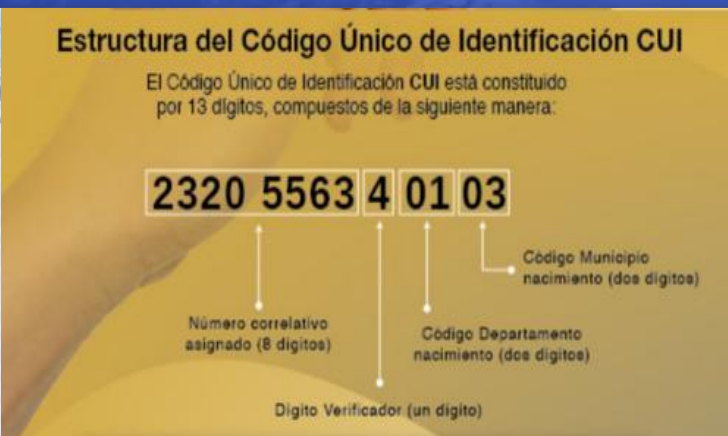 Estructura del Código Único de Identificación CUI
El Código Único de Identificación CUI está constituido
por 13 dígitos, compuestos de la siguiente manera:
2320 5563 4 01 03
Código Municipio
nacimiento (dos dígitos)
Número correlativo
asignado (8 digitos)
Código Departamento
nacimiento (dos dígitos)
Digito Verificador (un dígito)